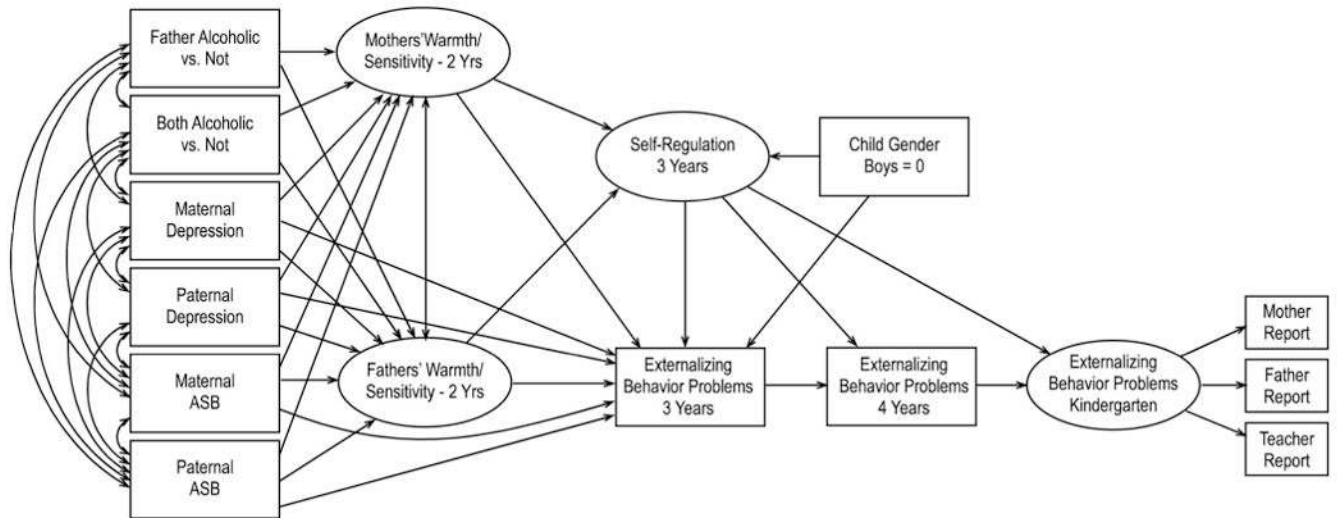 Father Alcoholic
vs. Not
Both Alcoholic
vs. Not
Maternal
Depression
Paternal
Depression
Maternal
ASB
Paternal
ASB
Mothers'Warmth/
Sensitivity - 2 Yrs
Fathers' Warmth/
Sensitivity - 2 Yrs
Self-Regulation
3 Years
Child Gender
Boys = 0
Externalizing
Behavior Problems
3 Years
Externalizing
Behavior Problems
4 Years
Externalizing
Behavior Problems
Kindergarten
Mother
Report
Father
Report
Teacher
Report